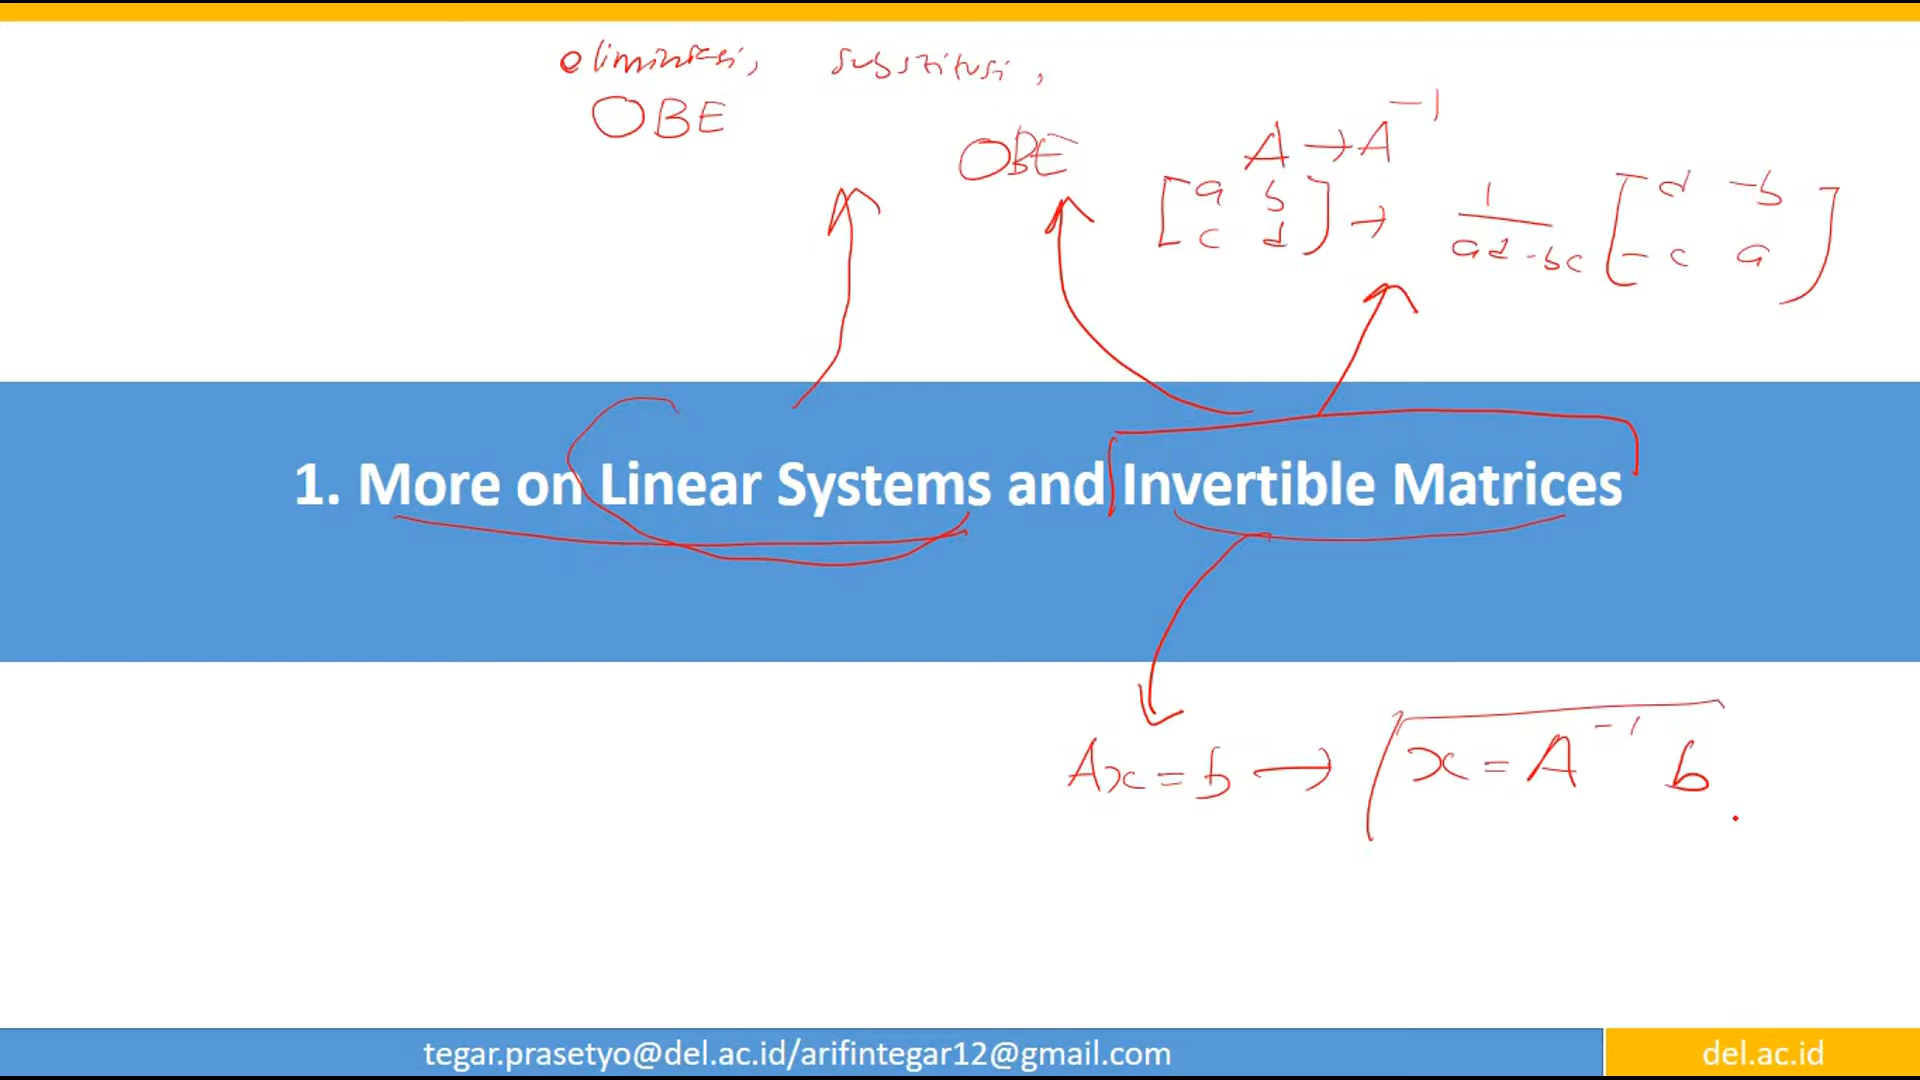 eliminasi, substitusi,
OBE
OBE
A → A⁻¹
[a b
c d] → 1/(ad-bc) [d -b
-c a]
1. More on Linear Systems and Invertible Matrices
Ax = b → x = A⁻¹ b
tegar.prasetyo@del.ac.id/arifintegar12@gmail.com
del.ac.id